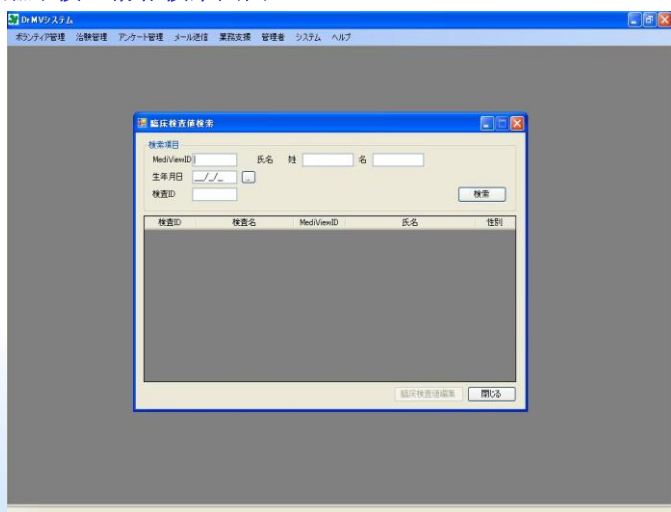 Dr.MVシステム
ボランティア管理 治験管理 アンケート管理 メール送信 業務支援 管理者 システム ヘルプ
臨床検査値検索
検索項目
MediViewID 氏名 姓 名
生年月日 __/_/_ ..
検査ID 検索
検査ID 検査名 MediViewID 氏名 性別
臨床検査値編集 閉じる